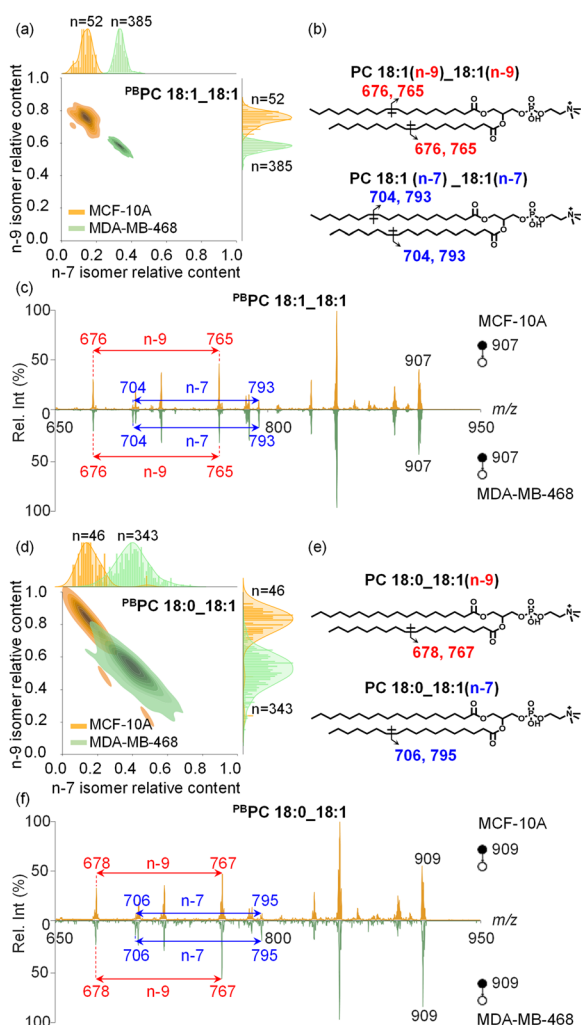 (a)
n=52
n=385
n-9 isomer relative content
1.0
0.8
0.6
0.4
0.2
0.0
PBPC 18:1_18:1
n=52
n=385
MCF-10A
MDA-MB-468
0.2 0.4 0.6 0.8 1.0
n-7 isomer relative content
(b)
PC 18:1(n-9)_18:1(n-9)
676, 765
676, 765
PC 18:1 (n-7) _18:1(n-7)
704, 793
704, 793
(c)
PBPC 18:1_18:1
Rel. Int (%)
100
50
0
50
100
676 n-9 765
704 n-7 793
650 800 950
m/z
704 n-7 793
676 n-9 765
907
907
MCF-10A
907
907
MDA-MB-468
(d)
n=46
n=343
n-9 isomer relative content
1.0
0.8
0.6
0.4
0.2
0.0
PBPC 18:0_18:1
n=46
n=343
MCF-10A
MDA-MB-468
0.0 0.2 0.4 0.6 0.8 1.0
n-7 isomer relative content
(e)
PC 18:0_18:1(n-9)
678, 767
PC 18:0_18:1(n-7)
706, 795
(f)
PBPC 18:0_18:1
Rel. Int (%)
100
50
0
50
100
678 n-9 767
706 n-7 795
650 800 950
m/z
706 n-7 795
678 n-9 767
909
909
MCF-10A
909
909
MDA-MB-468